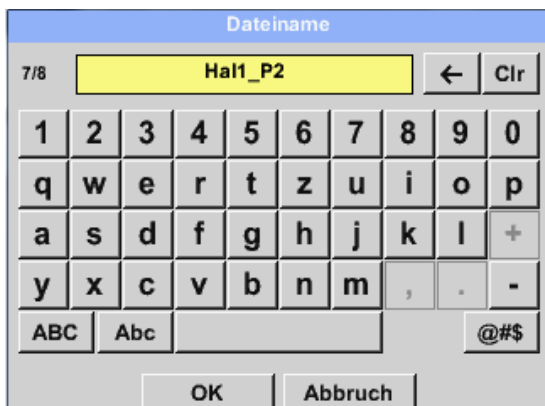 Dateiname
7/8 Hal1_P2 ← Clr
1 2 3 4 5 6 7 8 9 0
q w e r t z u i o p
a s d f g h j k l +
y x c v b n m , . -
ABC Abc @#$
OK Abbruch